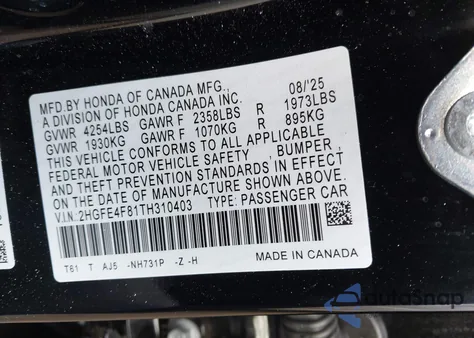 MFD.BY HONDA OF CANADA MFG., 08/'25
A DIVISION OF HONDA CANADA INC.
GVWR 4254LBS GAWR F 2358LBS R 1973LBS
GVWR 1930KG GAWR F 1070KG R 895KG
THIS VEHICLE CONFORMS TO ALL APPLICABLE
FEDERAL MOTOR VEHICLE SAFETY , BUMPER ,
AND THEFT PREVENTION STANDARDS IN EFFECT
ON THE DATE OF MANUFACTURE SHOWN ABOVE.
V.I.N: 2HGFE4F81TH310403 TYPE: PASSENGER CAR
T61 T AJ5 -NH731P -Z -H MADE IN CANADA
AutoSnap